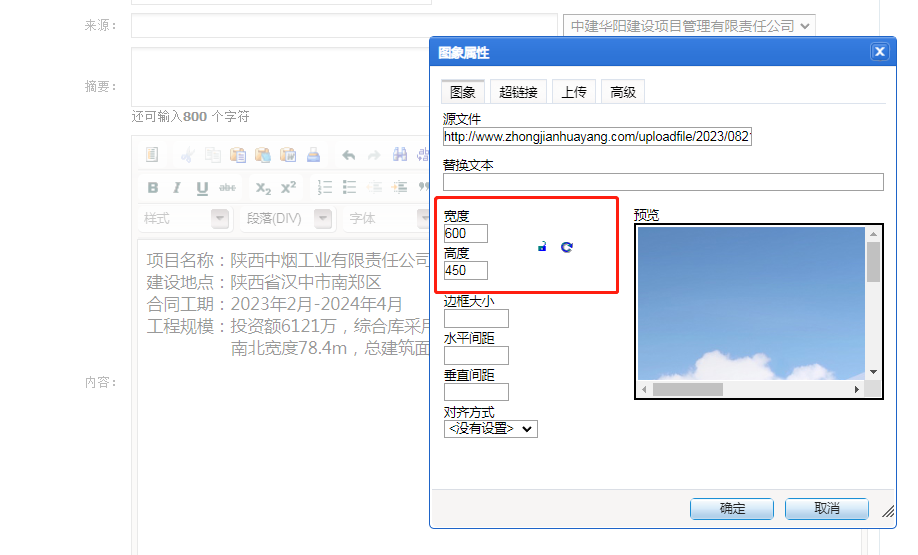 来源：
中建华阳建设项目管理有限责任公司
摘要：
还可输入800 个字符
B I U abc X₂ X²
样式
段落(DIV)
字体
内容：
项目名称：陕西中烟工业有限责任公司
建设地点：陕西省汉中市南郑区
合同工期：2023年2月-2024年4月
工程规模：投资额6121万，综合库采用
南北宽度78.4m，总建筑面
图象属性
图象 超链接 上传 高级
源文件
http://www.zhongjianhuayang.com/uploadfile/2023/082
替换文本
宽度
600
高度
450
边框大小
水平间距
垂直间距
对齐方式
<没有设置>
预览
确定 取消